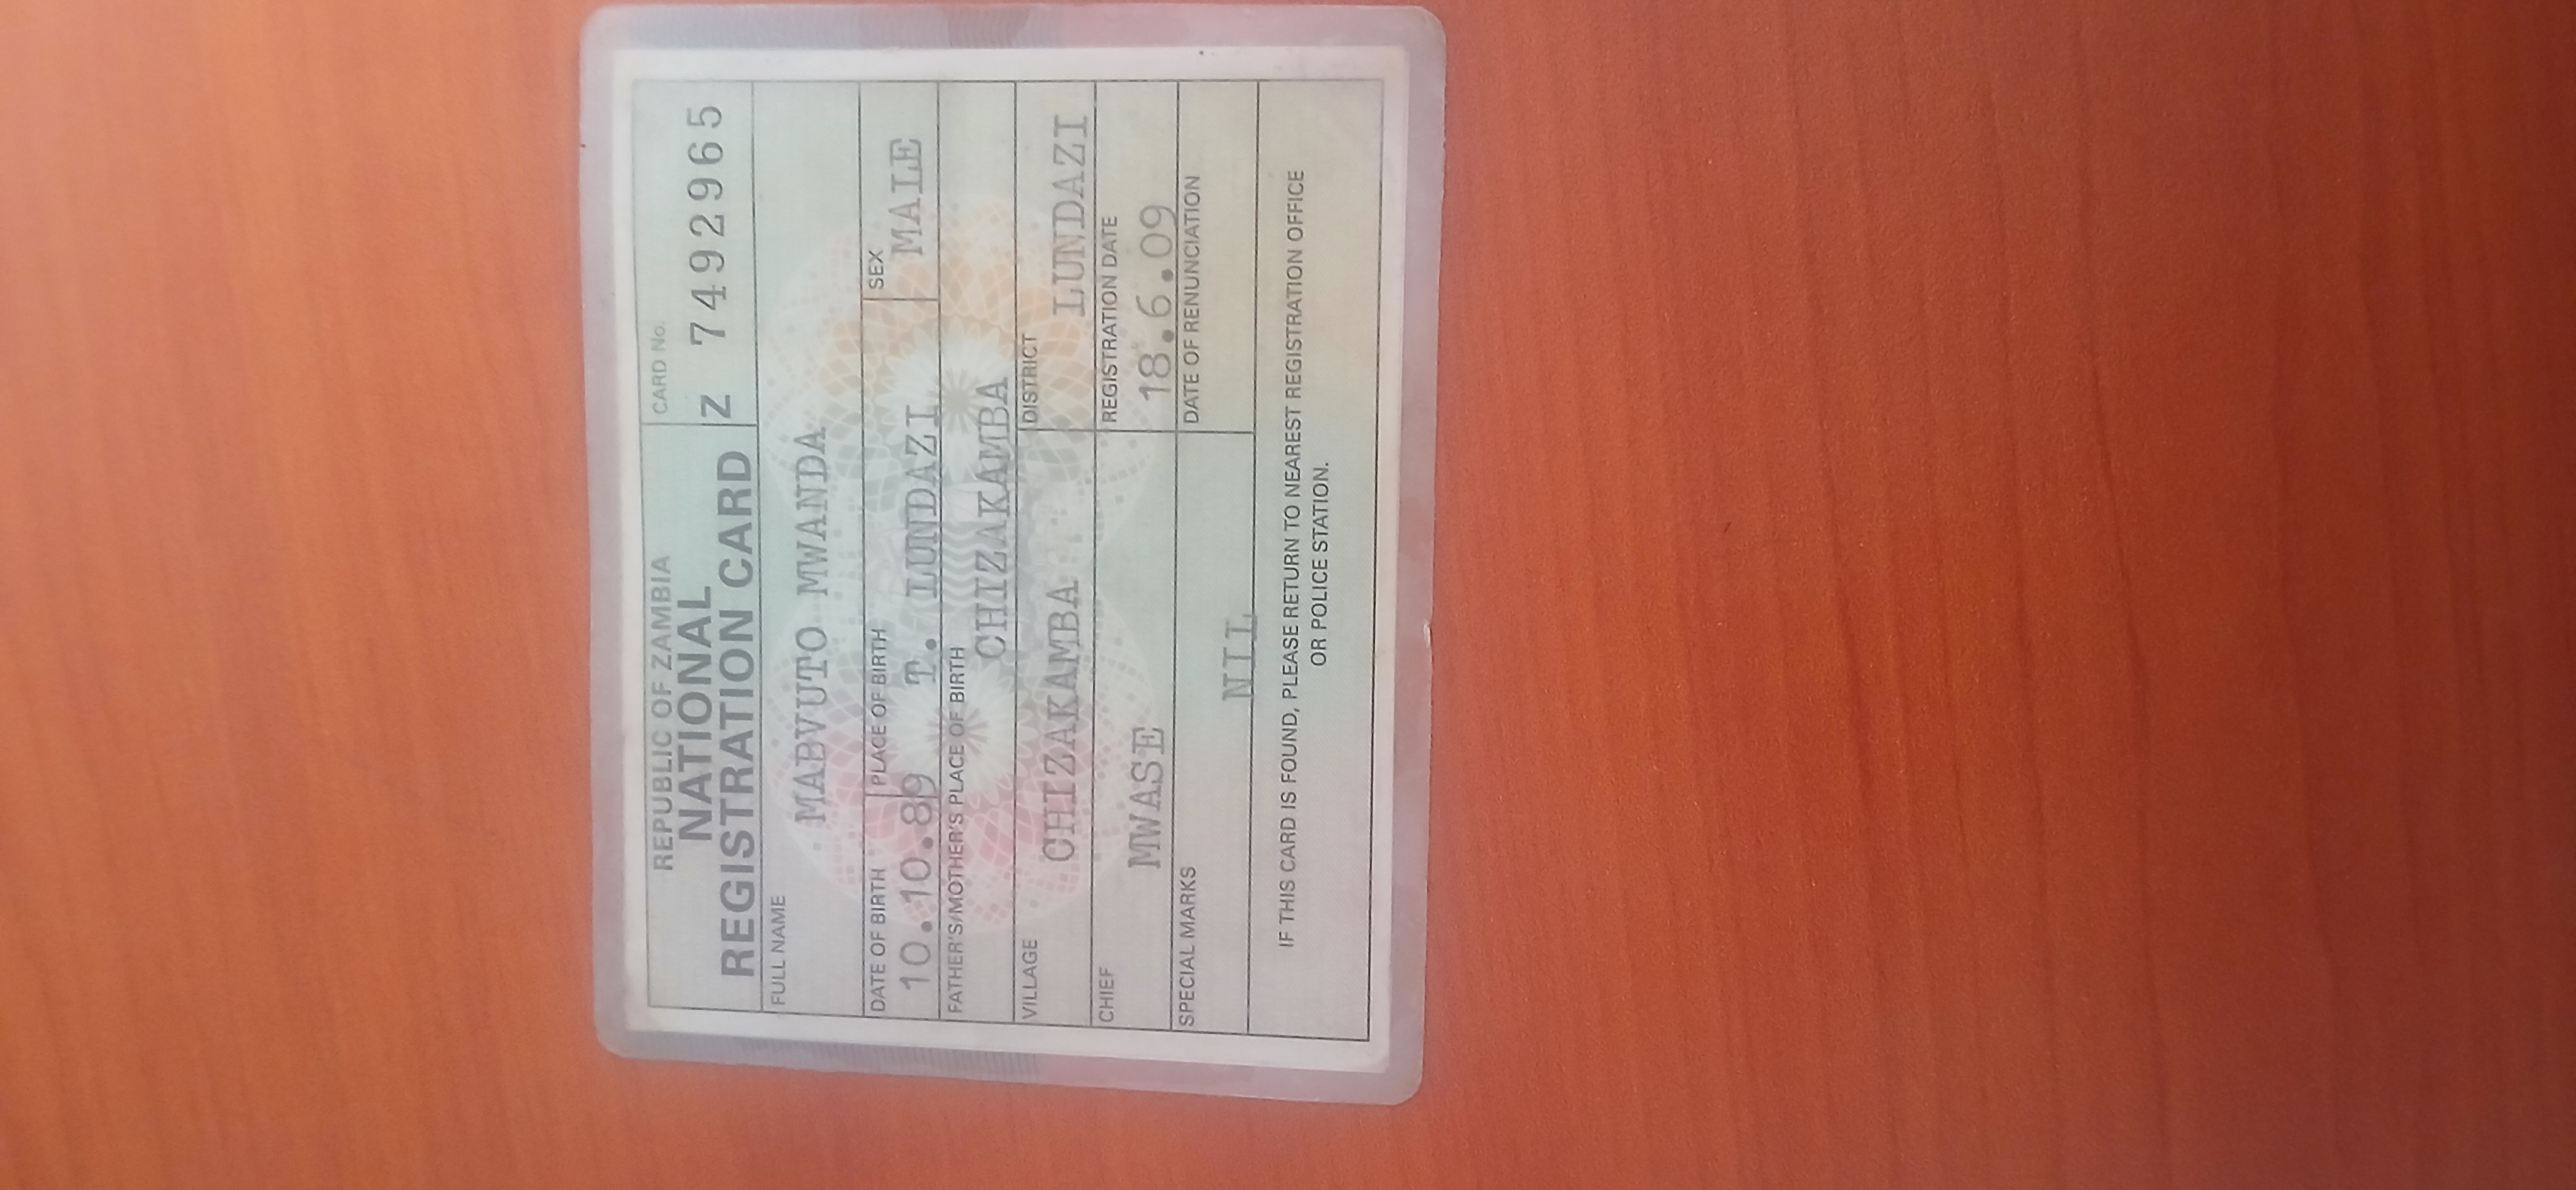 REPUBLIC OF ZAMBIA
NATIONAL
REGISTRATION CARD
CARD No.
Z 7492965
FULL NAME
MABVUTO MWANDA
DATE OF BIRTH
10.10.89
PLACE OF BIRTH
T. LUNDAZI
SEX
MALE
FATHER'S/MOTHER'S PLACE OF BIRTH
CHIZAKAMBA
VILLAGE
CHIZAKAMBA
DISTRICT
LUNDAZI
CHIEF
MWASE
REGISTRATION DATE
18.6.09
SPECIAL MARKS
NIL
DATE OF RENUNCIATION
IF THIS CARD IS FOUND, PLEASE RETURN TO NEAREST REGISTRATION OFFICE
OR POLICE STATION.